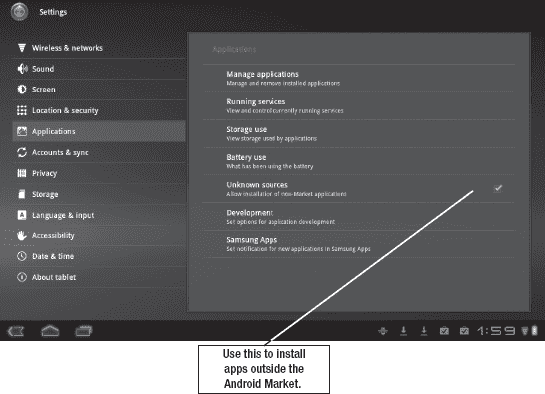 Settings
Wireless & networks
Sound
Screen
Location & security
Applications
Accounts & sync
Privacy
Storage
Language & input
Accessibility
Date & time
About tablet
Applications
Manage applications
Manage and remove installed applications
Running services
View and control currently running services
Storage use
View storage used by applications
Battery use
What has been using the battery
Unknown sources
Allow installation of non-Market applications
Development
Set options for application development
Samsung Apps
Set notification for new applications in Samsung Apps
1:59
Use this to install
apps outside the
Android Market.